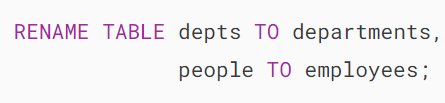 RENAME TABLE depts TO departments,
people TO employees;